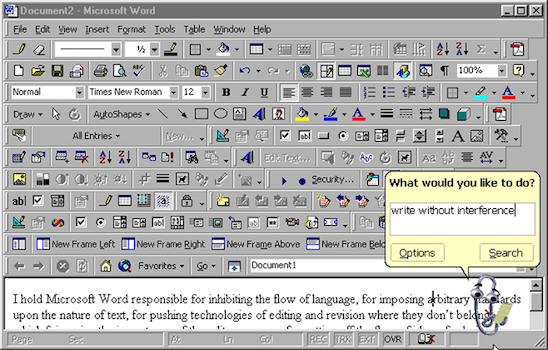 Document2 - Microsoft Word
File Edit View Insert Format Tools Table Window Help
½
100%
Normal Times New Roman 12 B I U
Draw AutoShapes
All Entries New...
Edit Text... Aa
Security...
What would you like to do?
write without interference
Options Search
ab|
New Frame Left New Frame Right New Frame Above New Frame Below
Favorites Go Document1
I hold Microsoft Word responsible for inhibiting the flow of language, for imposing arbitrary standards
upon the nature of text, for pushing technologies of editing and revision where they don't belong
Page Sec At Ln Col REC TRK EXT OVR